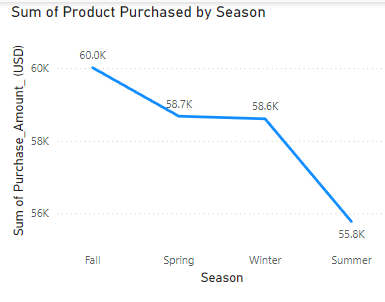 Sum of Product Purchased by Season
Sum of Purchase_Amount_ (USD)
60K
58K
56K
60.0K
58.7K
58.6K
55.8K
Fall
Spring
Winter
Summer
Season